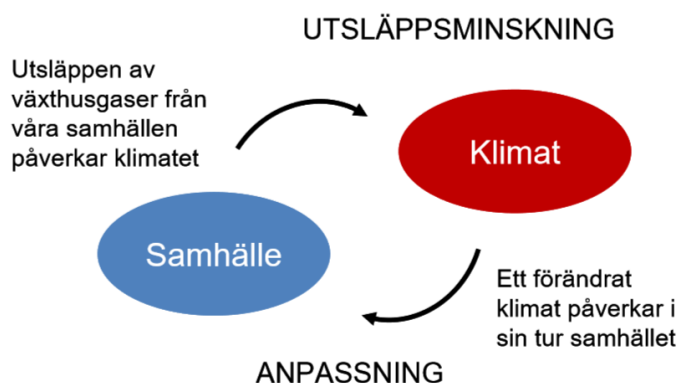 UTSLÄPPSMINSKNING
Utsläppen av
växthusgaser från
våra samhällen
påverkar klimatet
Klimat
Samhälle
Ett förändrat
klimat påverkar i
sin tur samhället
ANPASSNING